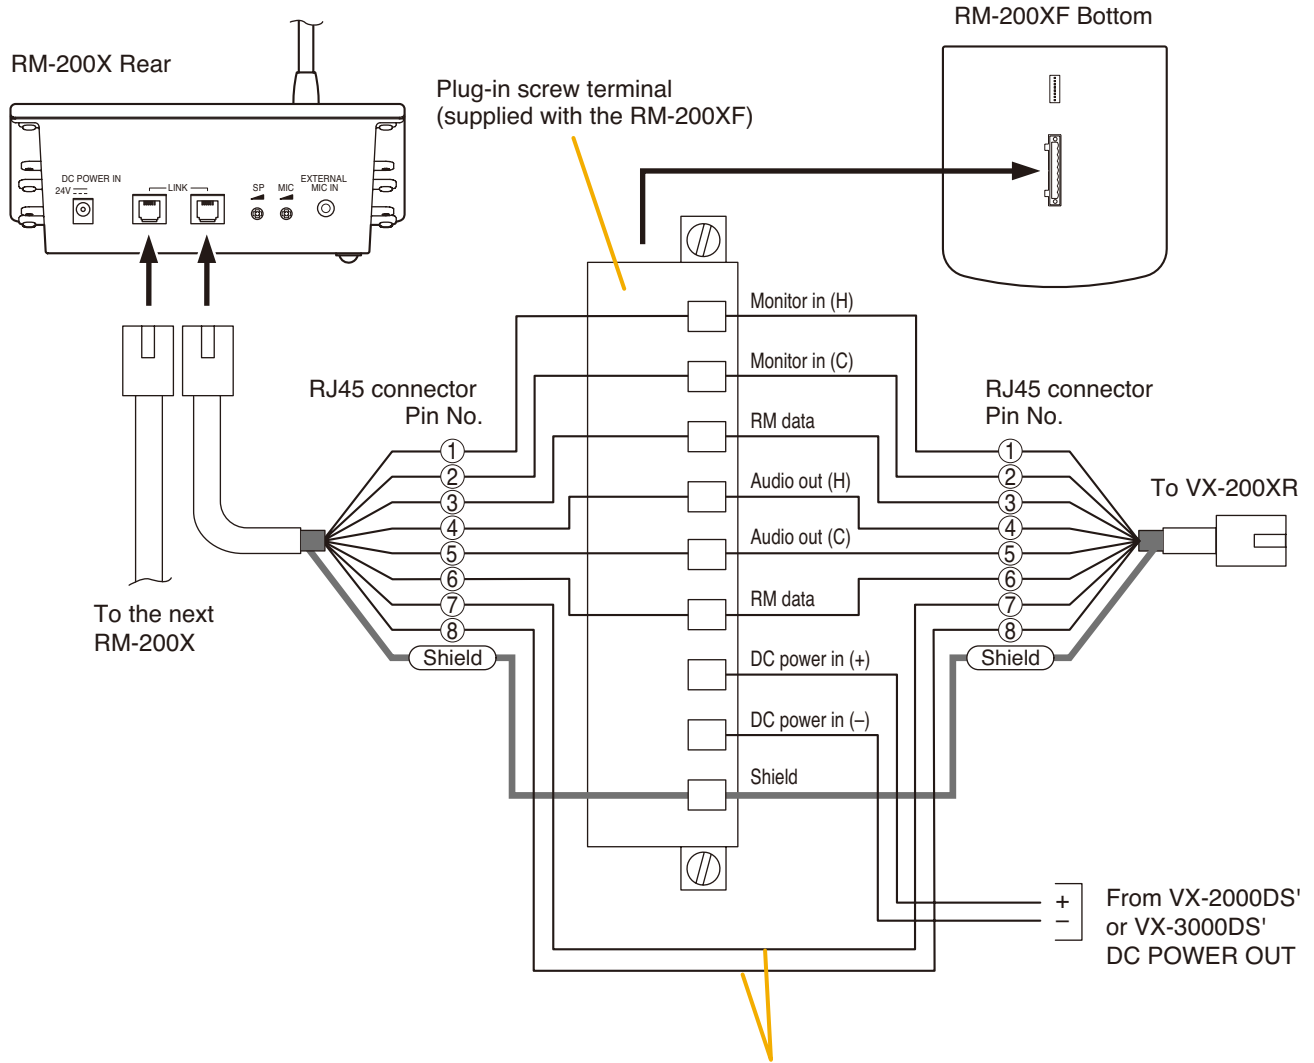 RM-200XF Bottom
RM-200X Rear
Plug-in screw terminal
(supplied with the RM-200XF)
DC POWER IN
24V
LINK
SP
MIC
EXTERNAL
MIC IN
Monitor in (H)
Monitor in (C)
RM data
Audio out (H)
Audio out (C)
RM data
DC power in (+)
DC power in (–)
Shield
RJ45 connector
Pin No.
1
2
3
4
5
6
7
8
Shield
RJ45 connector
Pin No.
1
2
3
4
5
6
7
8
Shield
To VX-200XR
To the next
RM-200X
+
–
From VX-2000DS'
or VX-3000DS'
DC POWER OUT